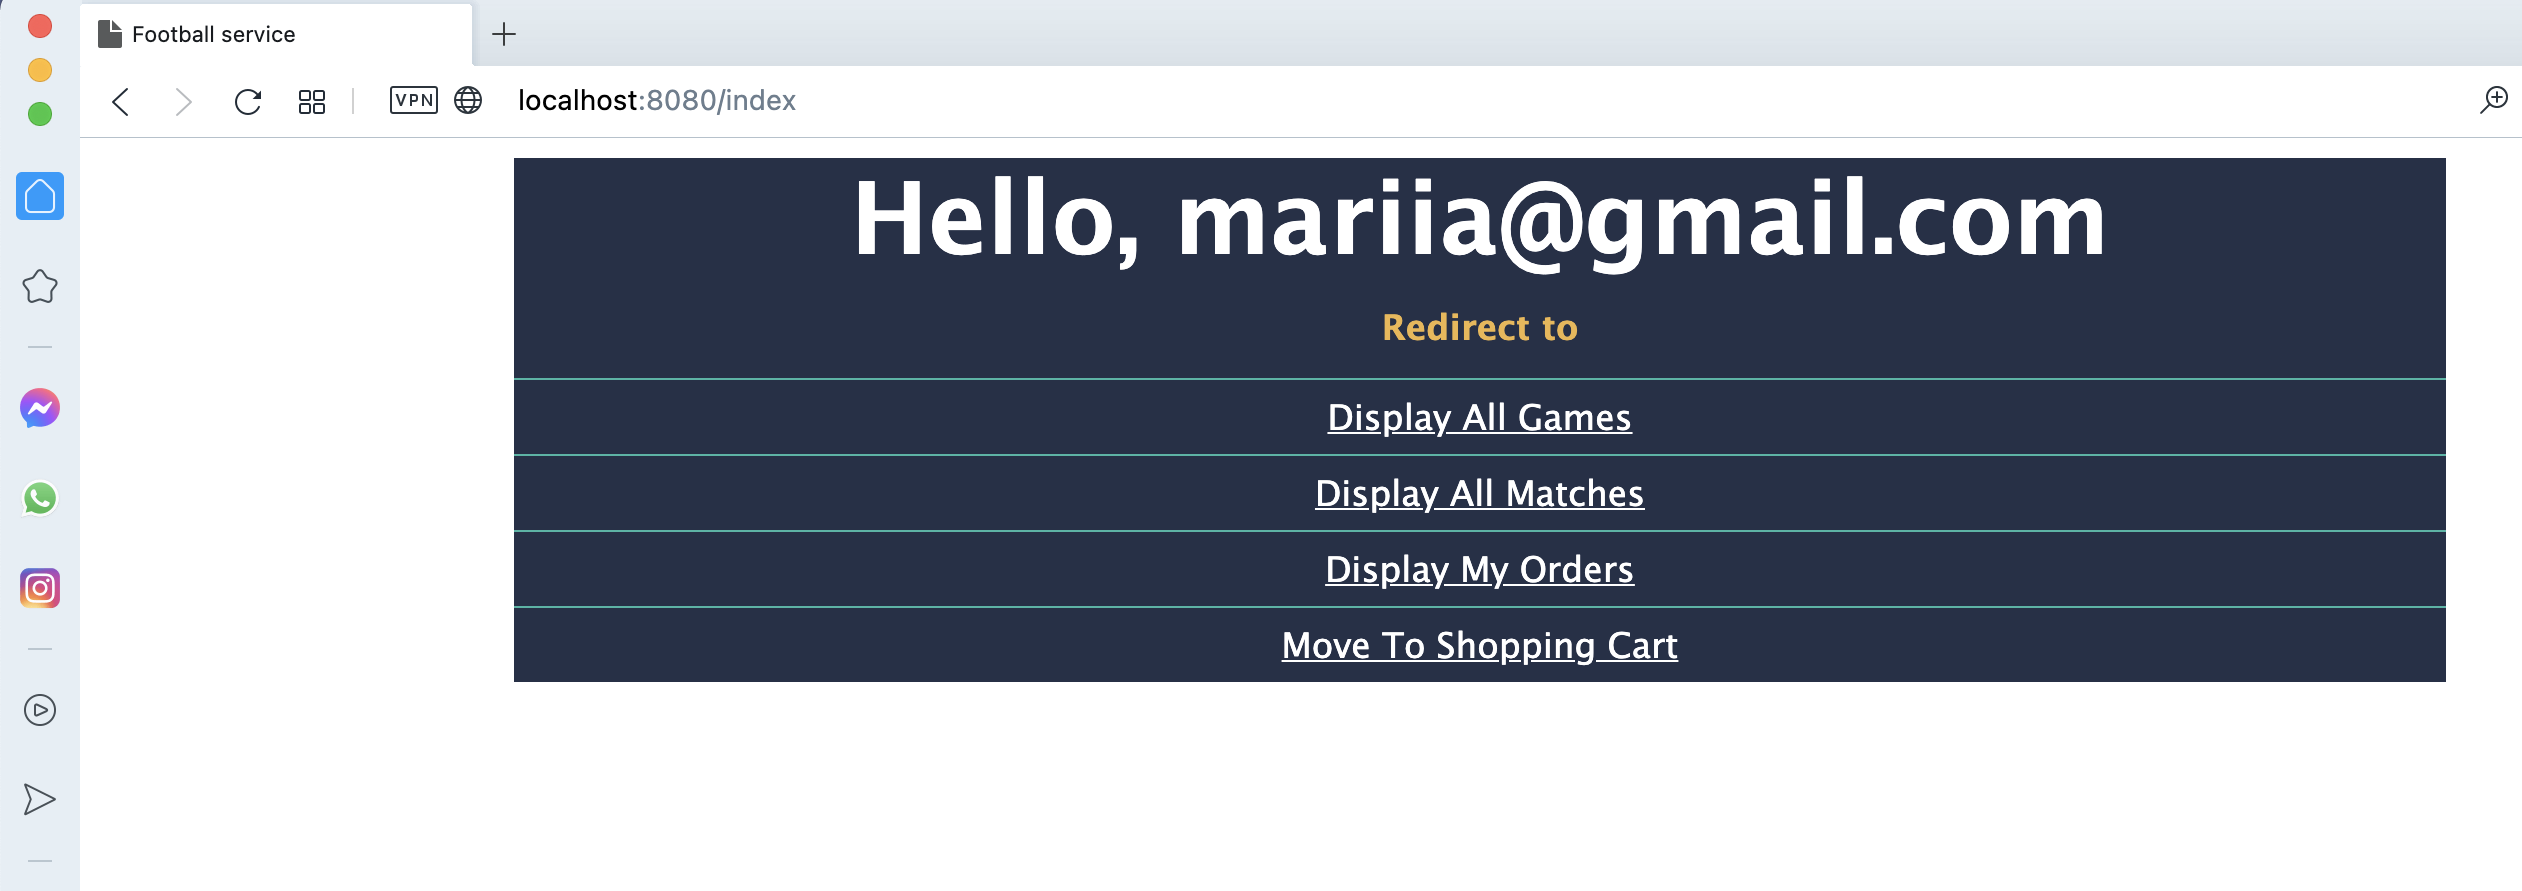 Football service
VPN
localhost:8080/index
Hello, mariia@gmail.com
Redirect to
Display All Games
Display All Matches
Display My Orders
Move To Shopping Cart